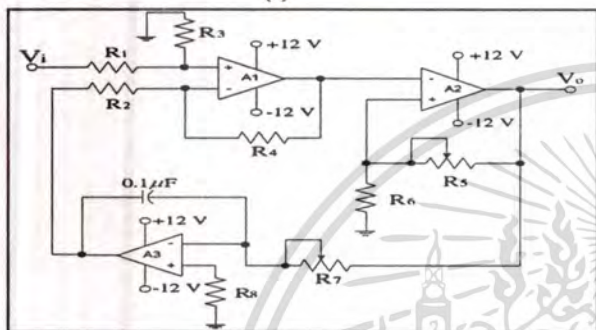 R3
+12 V
Vi
R1
+
A1
-
R2
-12 V
R4
+12 V
-
A2
+
Vo
-12 V
R5
R6
0.1µF
+12 V
-
A3
+
-12 V
R8
R7